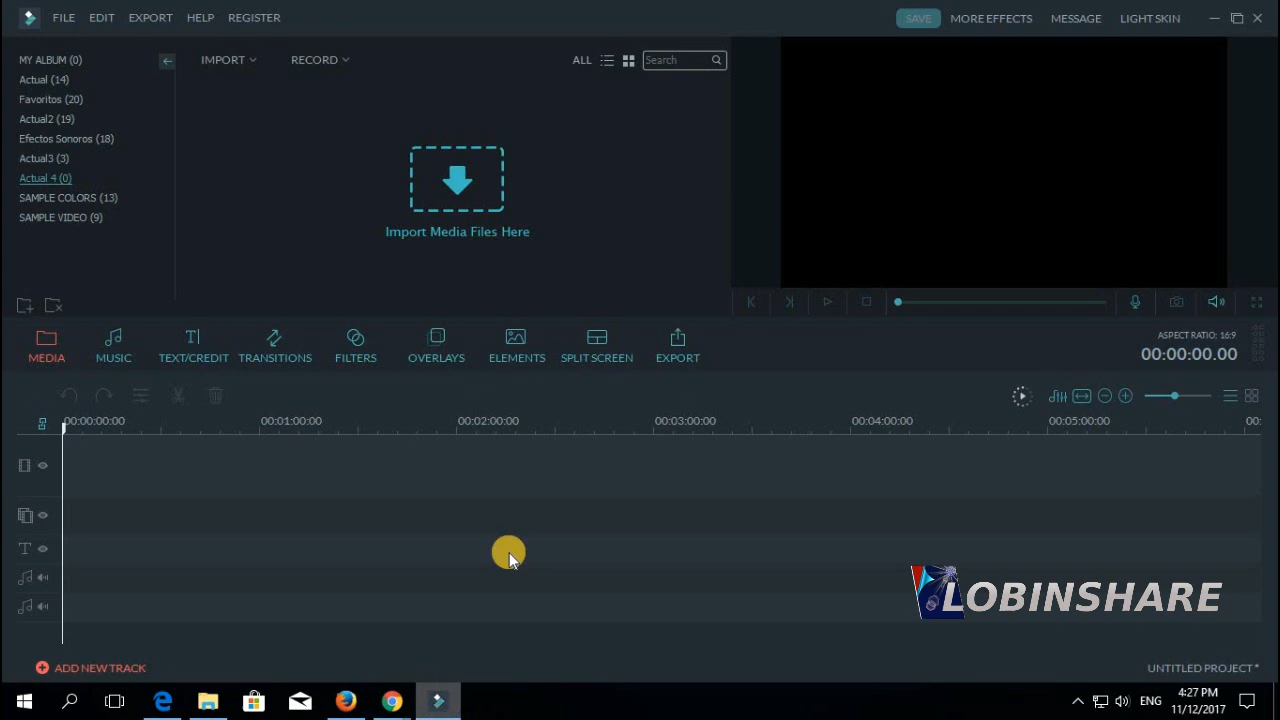 FILE EDIT EXPORT HELP REGISTER SAVE MORE EFFECTS MESSAGE LIGHT SKIN
MY ALBUM (0)
Actual (14)
Favoritos (20)
Actual2 (19)
Efectos Sonoros (18)
Actual3 (3)
Actual 4 (0)
SAMPLE COLORS (13)
SAMPLE VIDEO (9)
IMPORT RECORD ALL Search
Import Media Files Here
MEDIA MUSIC TEXT/CREDIT TRANSITIONS FILTERS OVERLAYS ELEMENTS SPLIT SCREEN EXPORT
ASPECT RATIO: 16:9
00:00:00.00
00:00:00:00 00:01:00:00 00:02:00:00 00:03:00:00 00:04:00:00 00:05:00:00 00:
LOBINSHARE
ADD NEW TRACK UNTITLED PROJECT*
ENG
4:27 PM
11/12/2017